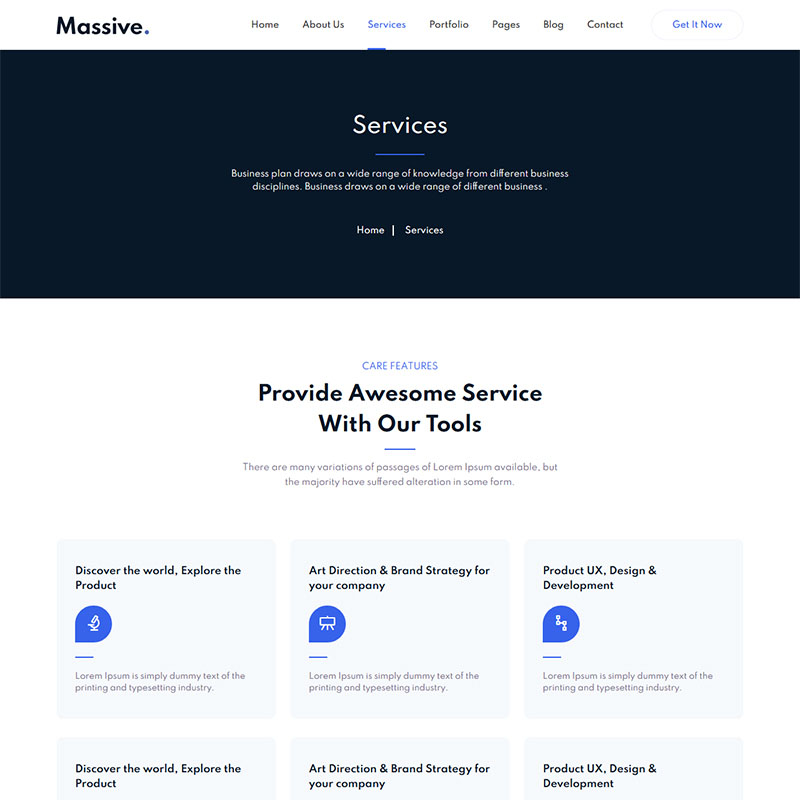 Massive.
Home About Us Services Portfolio Pages Blog Contact Get It Now
Services
Business plan draws on a wide range of knowledge from different business
disciplines. Business draws on a wide range of different business .
Home | Services
CARE FEATURES
Provide Awesome Service
With Our Tools
There are many variations of passages of Lorem Ipsum available, but
the majority have suffered alteration in some form.
Discover the world, Explore the
Product
Lorem Ipsum is simply dummy text of the
printing and typesetting industry.
Art Direction & Brand Strategy for
your company
Lorem Ipsum is simply dummy text of the
printing and typesetting industry.
Product UX, Design &
Development
Lorem Ipsum is simply dummy text of the
printing and typesetting industry.
Discover the world, Explore the
Product
Art Direction & Brand Strategy for
your company
Product UX, Design &
Development